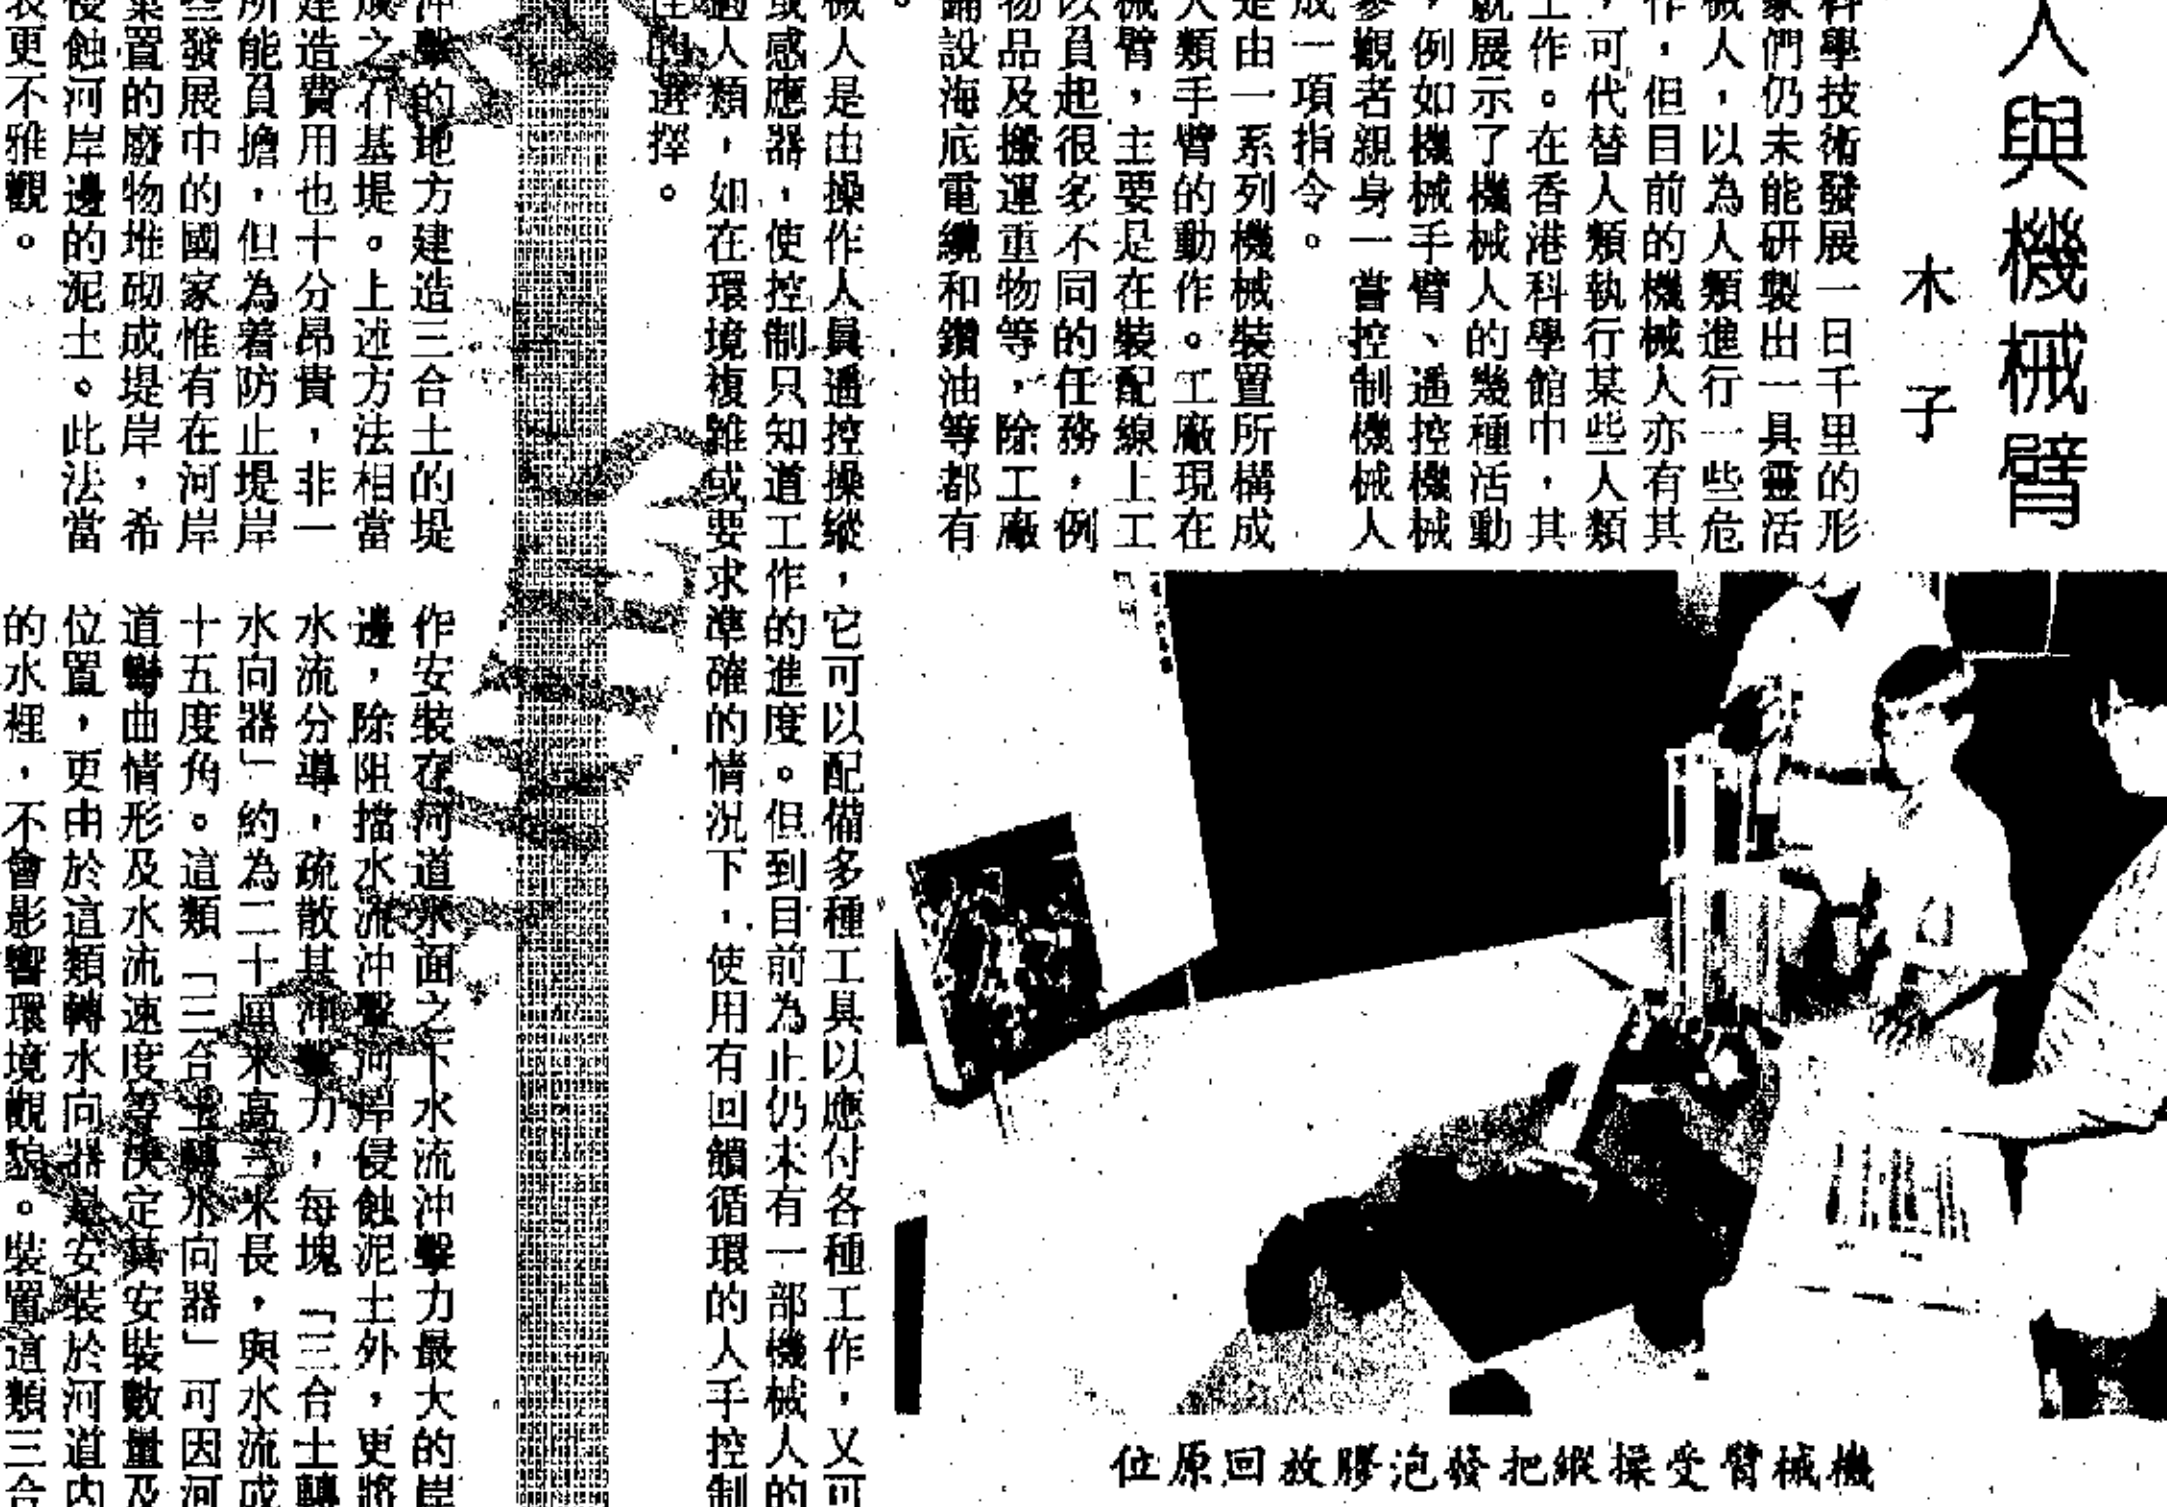 人與機械臂
木子
科學技術發展一日千里的形
家們仍未能研製出一具靈活
械人，以為人類進行一些危
作，但目前的機械人亦有其
，可代替人類執行某些人類
工作。在香港科學館中，其
就展示了機械人的幾種活動
，例如機械手臂、遙控機械
參觀者親身一嘗控制機械人
成一項指令。
是由一系列機械裝置所構成
人類手臂的動作。工廠現在
械臂，主要是在裝配線上工
以負起很多不同的任務，例
物品及搬運重物等，除工廠
鋪設海底電纜和鑽油等都有
。
械人是由操作人員遙控操縱，它可以配備多種工具以應付各種工作，又可
或感應器，使控制只知道工作的進度。但到目前為止仍未有一部機械人的
過人類，如在環境複雜或要求準確的情況下，使用有回饋循環的人手控制
佳的選擇。
機械臂受操縱把發泡膠放回原位
沖擊的地方建造三合土的堤
成之石基堤。上述方法相當
建造費用也十分昂貴，非一
所能負擔，但為着防止堤岸
些發展中的國家惟有在河岸
棄置的廢物堆砌成堤岸，希
侵蝕河岸邊的泥土。此法當
衣更不雅觀。
作安裝在河道水面之下水流沖擊力最大的岸
邊，除阻擋水流沖擊河岸侵蝕泥土外，更將
水流分導，疏散其沖擊力，每塊「三合土轉
水向器」約為二十厘米高三米長，與水流成
十五度角。這類「三合土轉水向器」可因河
道彎曲情形及水流速度等決定其安裝數量及
位置，更由於這類轉水向器是安裝於河道內
的水裡，不會影響環境觀貌。裝置這類三合